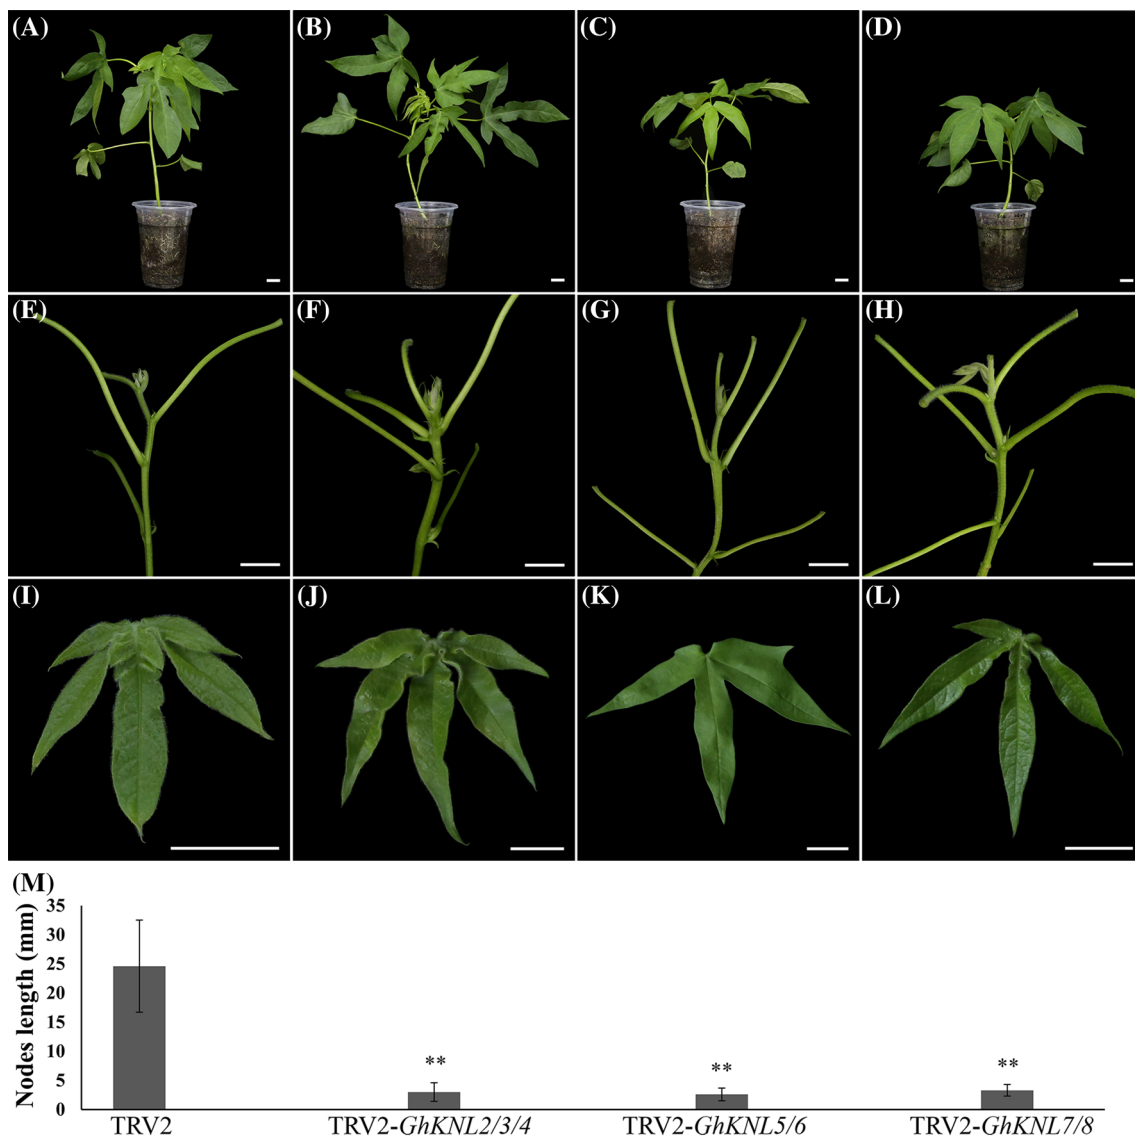 (A) (B) (C) (D)
(E) (F) (G) (H)
(I) (J) (K) (L)
(M)
Nodes length (mm)
35
30
25
20
15
10
5
0
** ** **
TRV2 TRV2-GhKNL2/3/4 TRV2-GhKNL5/6 TRV2-GhKNL7/8